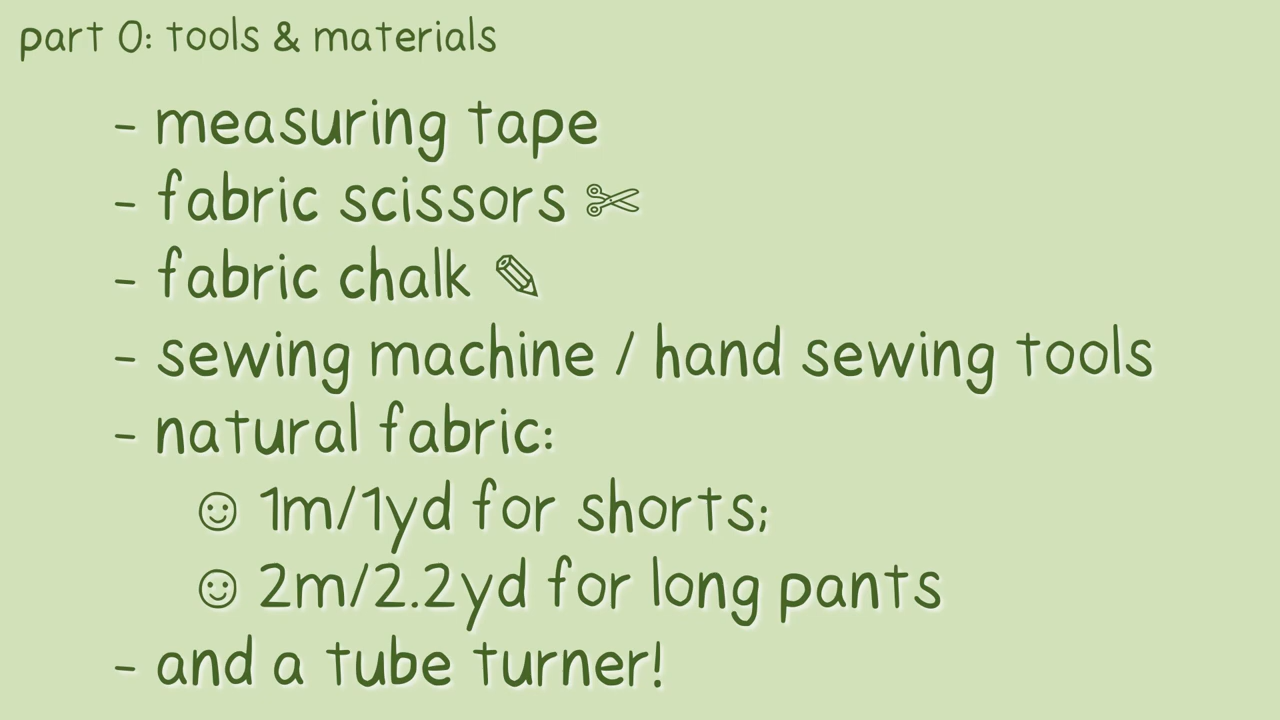 part 0: tools & materials
- measuring tape
- fabric scissors ✄
- fabric chalk ✎
- sewing machine / hand sewing tools
- natural fabric:
☺ 1m/1yd for shorts;
☺ 2m/2.2yd for long pants
- and a tube turner!